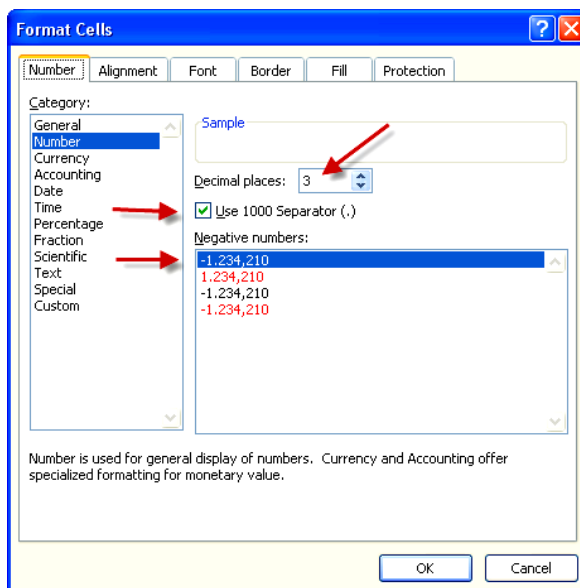 Format Cells
Number Alignment Font Border Fill Protection
Category:
General
Number
Currency
Accounting
Date
Time
Percentage
Fraction
Scientific
Text
Special
Custom
Sample
Decimal places: 3
Use 1000 Separator (.)
Negative numbers:
-1.234,210
1.234,210
-1.234,210
-1.234,210
Number is used for general display of numbers. Currency and Accounting offer
specialized formatting for monetary value.
OK Cancel